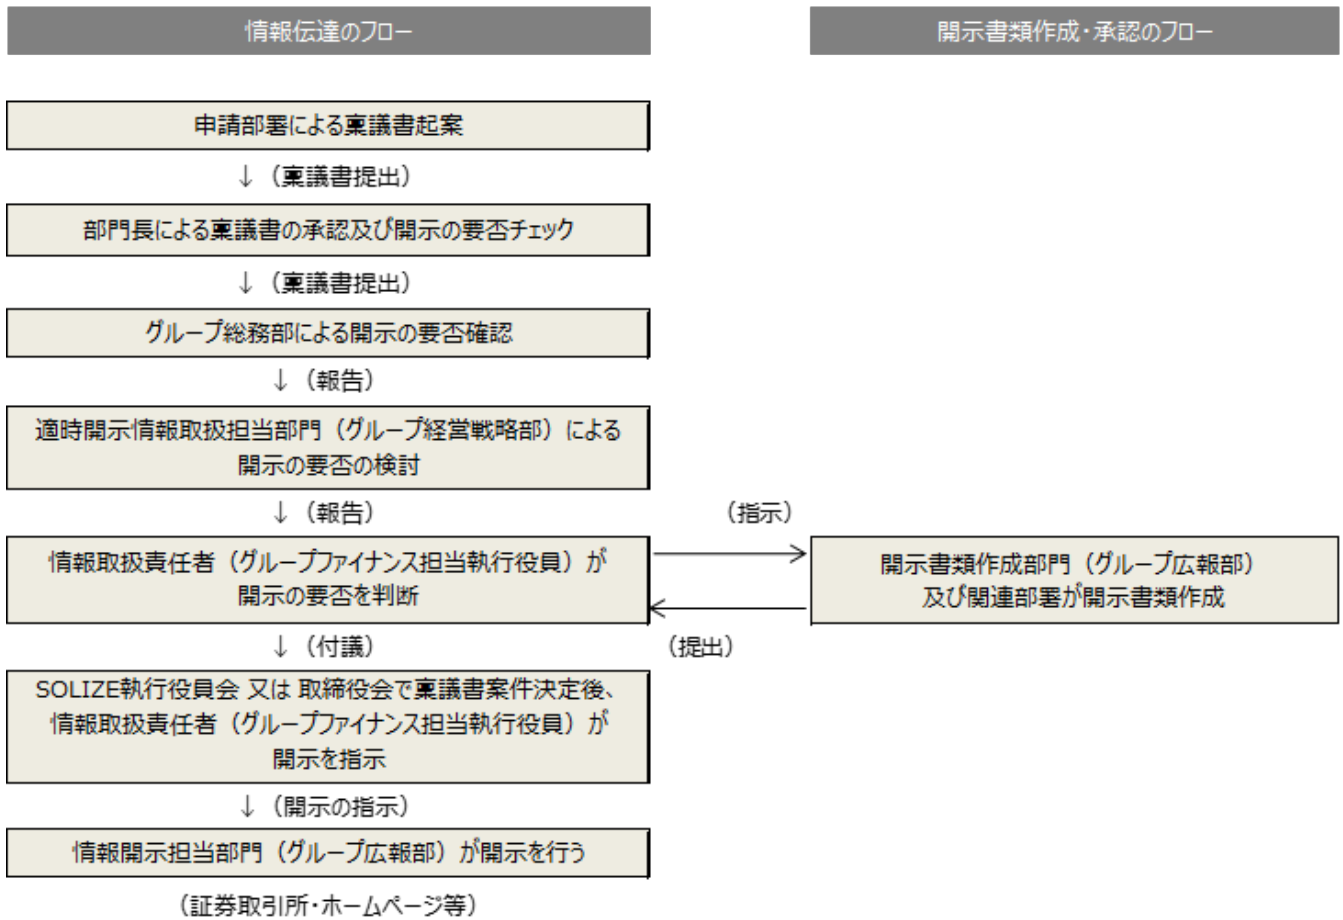 情報伝達のフロー
開示書類作成・承認のフロー
申請部署による稟議書起案
↓（稟議書提出）
部門長による稟議書の承認及び開示の要否チェック
↓（稟議書提出）
グループ総務部による開示の要否確認
↓（報告）
適時開示情報取扱担当部門（グループ経営戦略部）による
開示の要否の検討
↓（報告）
（指示）
情報取扱責任者（グループファイナンス担当執行役員）が
開示の要否を判断
開示書類作成部門（グループ広報部）
及び関連部署が開示書類作成
↓（付議）
（提出）
SOLIZE執行役員会 又は 取締役会で稟議書案件決定後、
情報取扱責任者（グループファイナンス担当執行役員）が
開示を指示
↓（開示の指示）
情報開示担当部門（グループ広報部）が開示を行う
（証券取引所・ホームページ等）